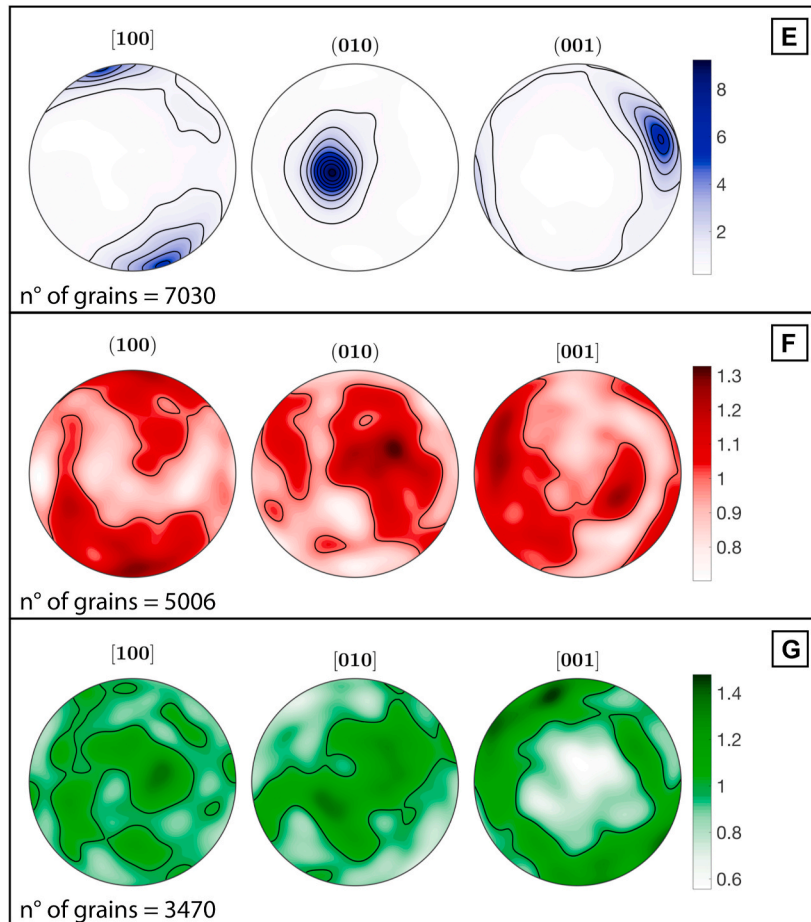 [100] (010) (001) E
8
6
4
2
n° of grains = 7030
(100) (010) [001] F
1.3
1.2
1.1
1
0.9
0.8
n° of grains = 5006
[100] [010] [001] G
1.4
1.2
1
0.8
0.6
n° of grains = 3470